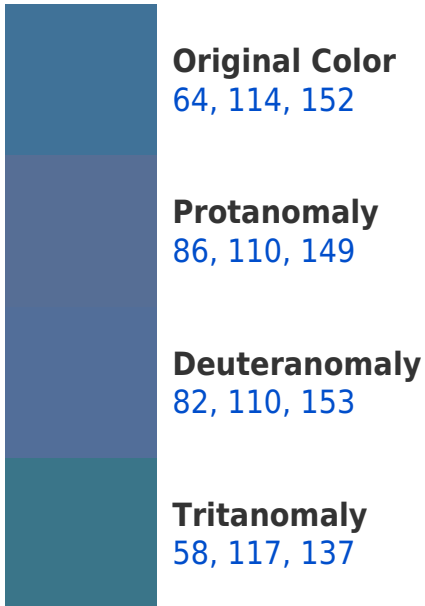 Original Color
64, 114, 152
Protanomaly
86, 110, 149
Deuteranomaly
82, 110, 153
Tritanomaly
58, 117, 137